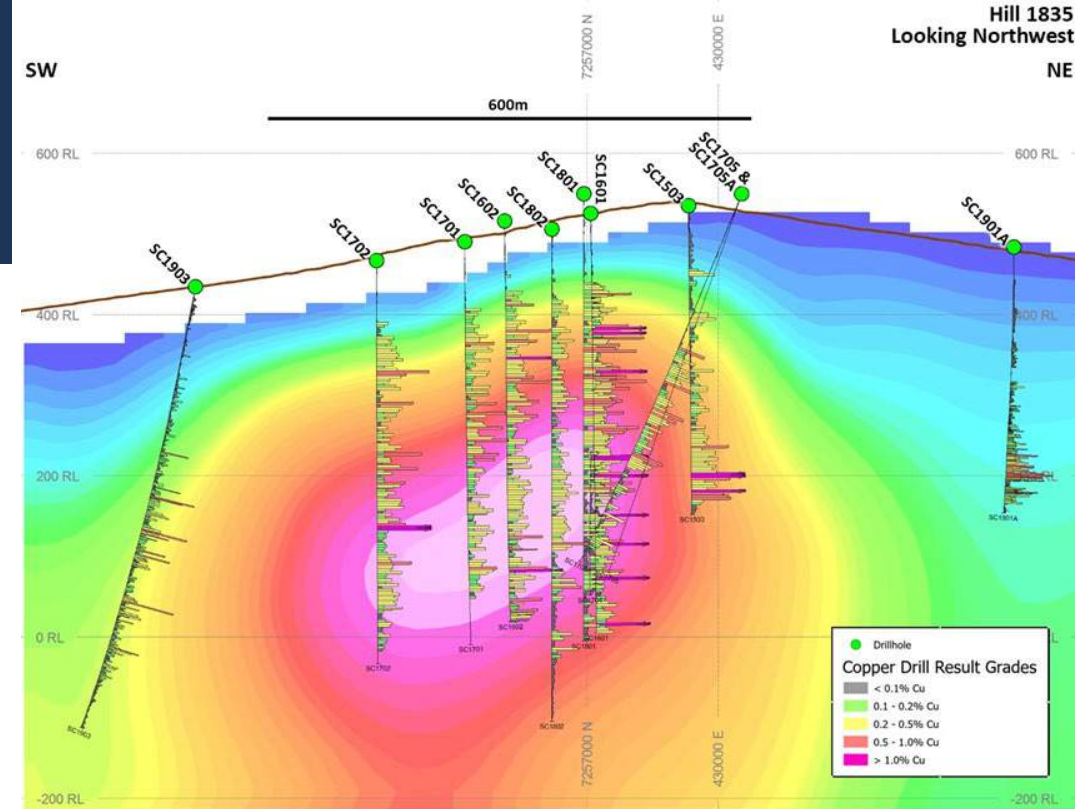 Hill 1835
Looking Northwest
SW
NE
7257000 N
430000 E
600m
600 RL
600 RL
SC1705 &
SC1705A
SC1801
SC1601
SC1503
SC1602
SC1802
SC1701
SC1702
SC1903
SC1901A
400 RL
400 RL
200 RL
SC1503
SC1901A
0 RL
SC1602
SC1601
SC1801
SC1701
SC1702
SC1802
SC1903
7257000 N
430000 E
-200 RL
-200 RL
Drillhole
Copper Drill Result Grades
< 0.1% Cu
0.1 - 0.2% Cu
0.2 - 0.5% Cu
0.5 - 1.0% Cu
> 1.0% Cu